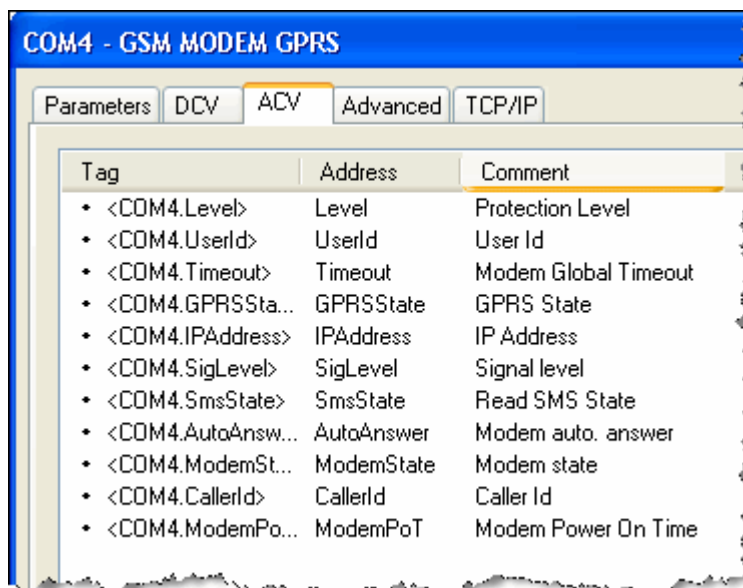 COM4 - GSM MODEM GPRS
Parameters DCV ACV Advanced TCP/IP
Tag Address Comment
• <COM4.Level> Level Protection Level
• <COM4.UserId> UserId User Id
• <COM4.Timeout> Timeout Modem Global Timeout
• <COM4.GPRSSta... GPRSState GPRS State
• <COM4.IPAddress> IPAddress IP Address
• <COM4.SigLevel> SigLevel Signal level
• <COM4.SmsState> SmsState Read SMS State
• <COM4.AutoAnsw... AutoAnswer Modem auto. answer
• <COM4.ModemSt... ModemState Modem state
• <COM4.CallerId> CallerId Caller Id
• <COM4.ModemPo... ModemPoT Modem Power On Time